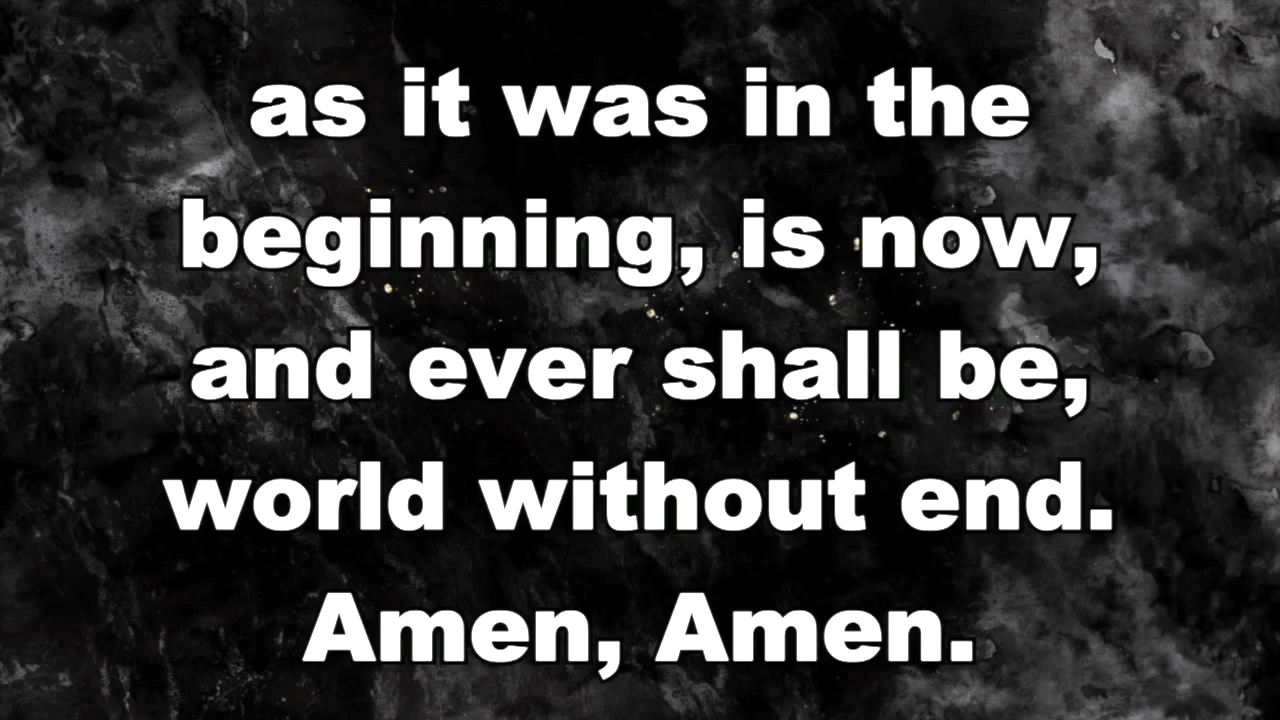 as it was in the
beginning, is now,
and ever shall be,
world without end.
Amen, Amen.